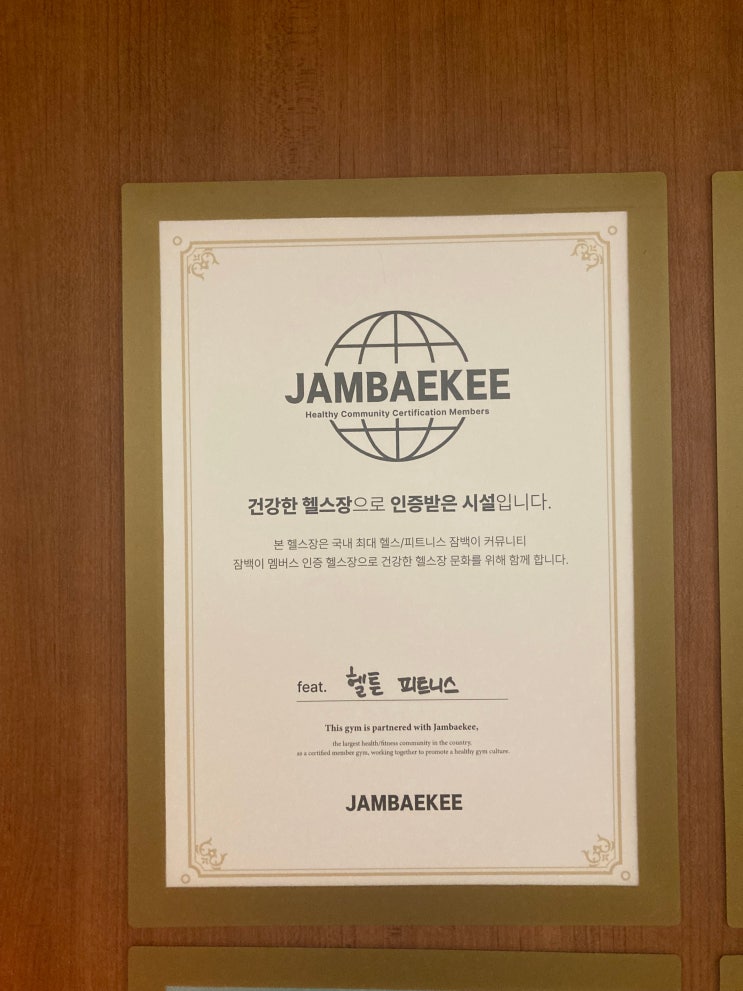 JAMBAEKEE
Healthy Community Certification Members
건강한 헬스장으로 인증받은 시설입니다.
본 헬스장은 국내 최대 헬스/피트니스 잠백이 커뮤니티
잠백이 멤버스 인증 헬스장으로 건강한 헬스장 문화를 위해 함께 합니다.
feat. 헬튼 피트니스
This gym is partnered with Jambaekee,
the largest health/fitness community in the country,
as a certified member gym, working together to promote a healthy gym culture.
JAMBAEKEE